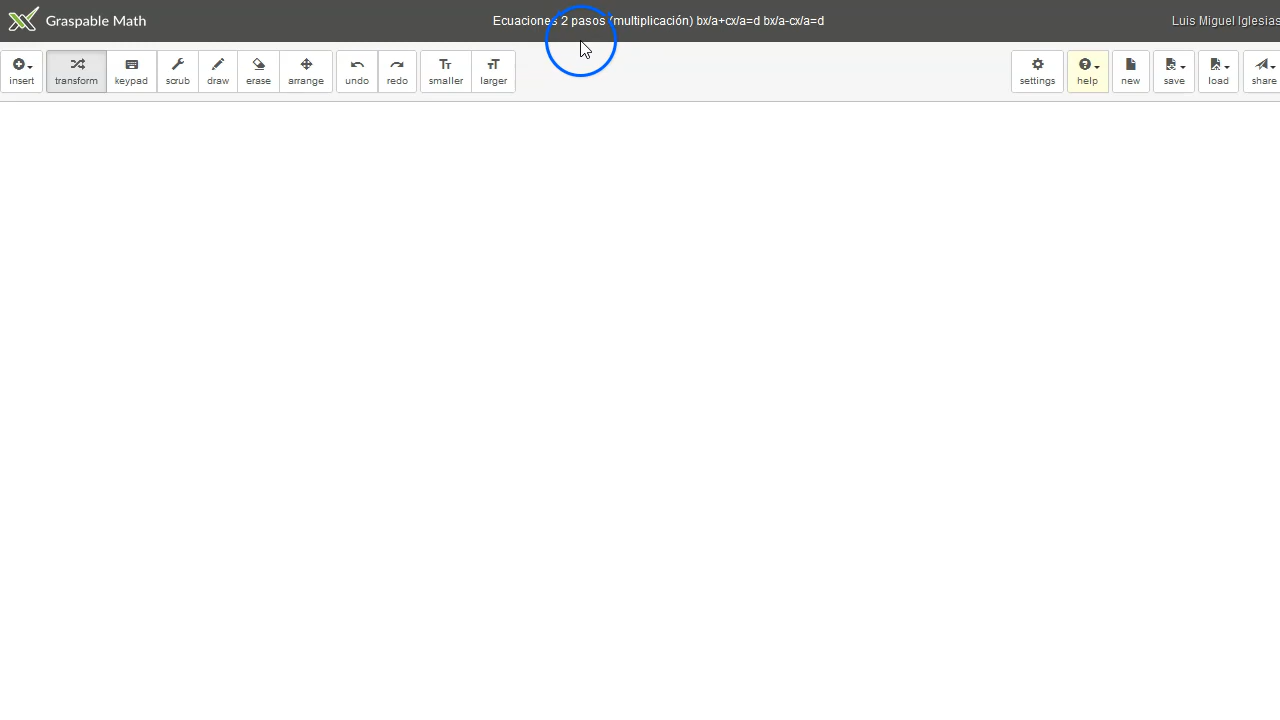 Graspable Math
Ecuaciones 2 pasos (multiplicación) bx/a+cx/a=d bx/a-cx/a=d
Luis Miguel Iglesias
insert transform keypad scrub draw erase arrange undo redo smaller larger settings help new save load share